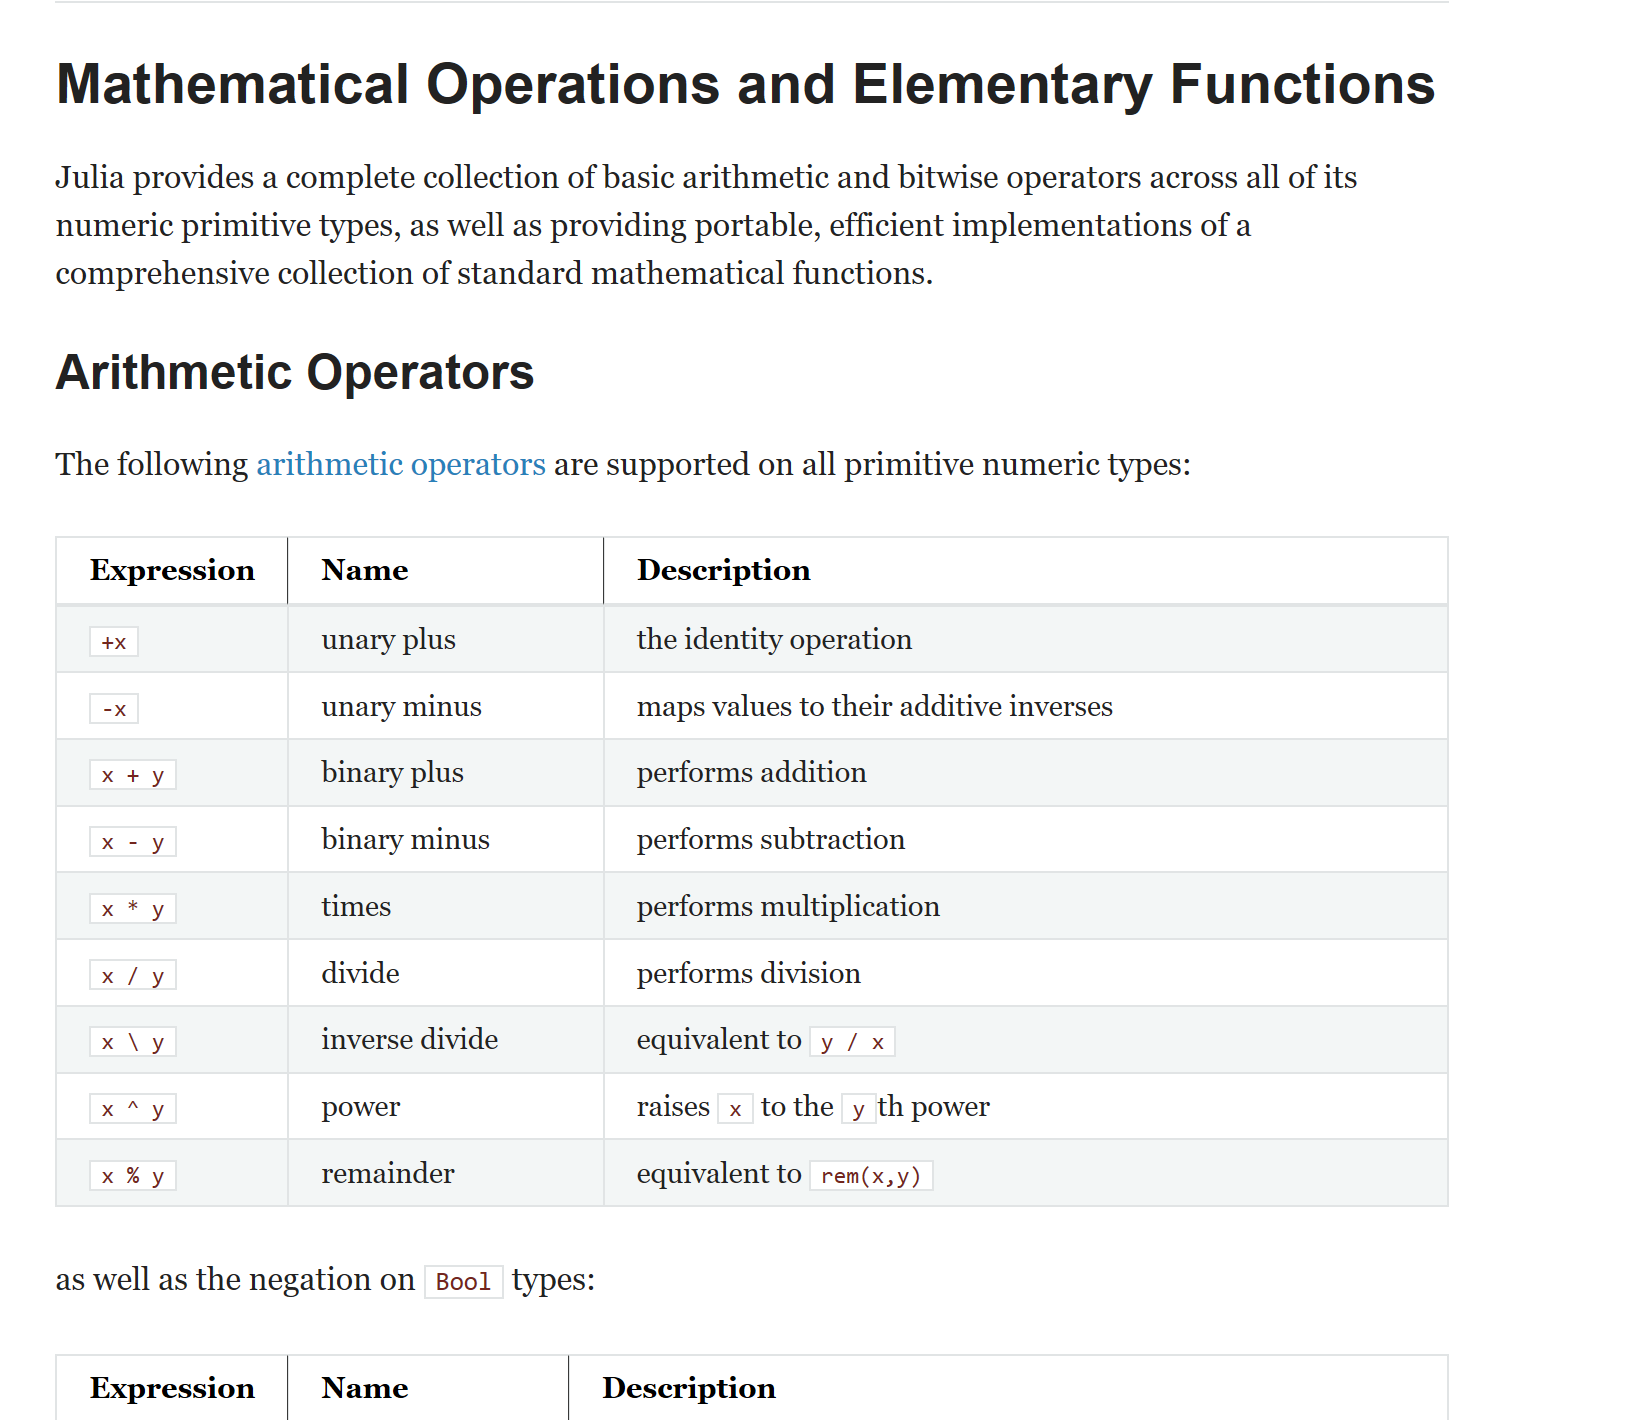 Mathematical Operations and Elementary Functions
Julia provides a complete collection of basic arithmetic and bitwise operators across all of its
numeric primitive types, as well as providing portable, efficient implementations of a
comprehensive collection of standard mathematical functions.
Arithmetic Operators
The following arithmetic operators are supported on all primitive numeric types:
Expression Name Description
+x unary plus the identity operation
-x unary minus maps values to their additive inverses
x + y binary plus performs addition
x - y binary minus performs subtraction
x * y times performs multiplication
x / y divide performs division
x \ y inverse divide equivalent to y / x
x ^ y power raises x to the y th power
x % y remainder equivalent to rem(x,y)
as well as the negation on Bool types:
Expression Name Description